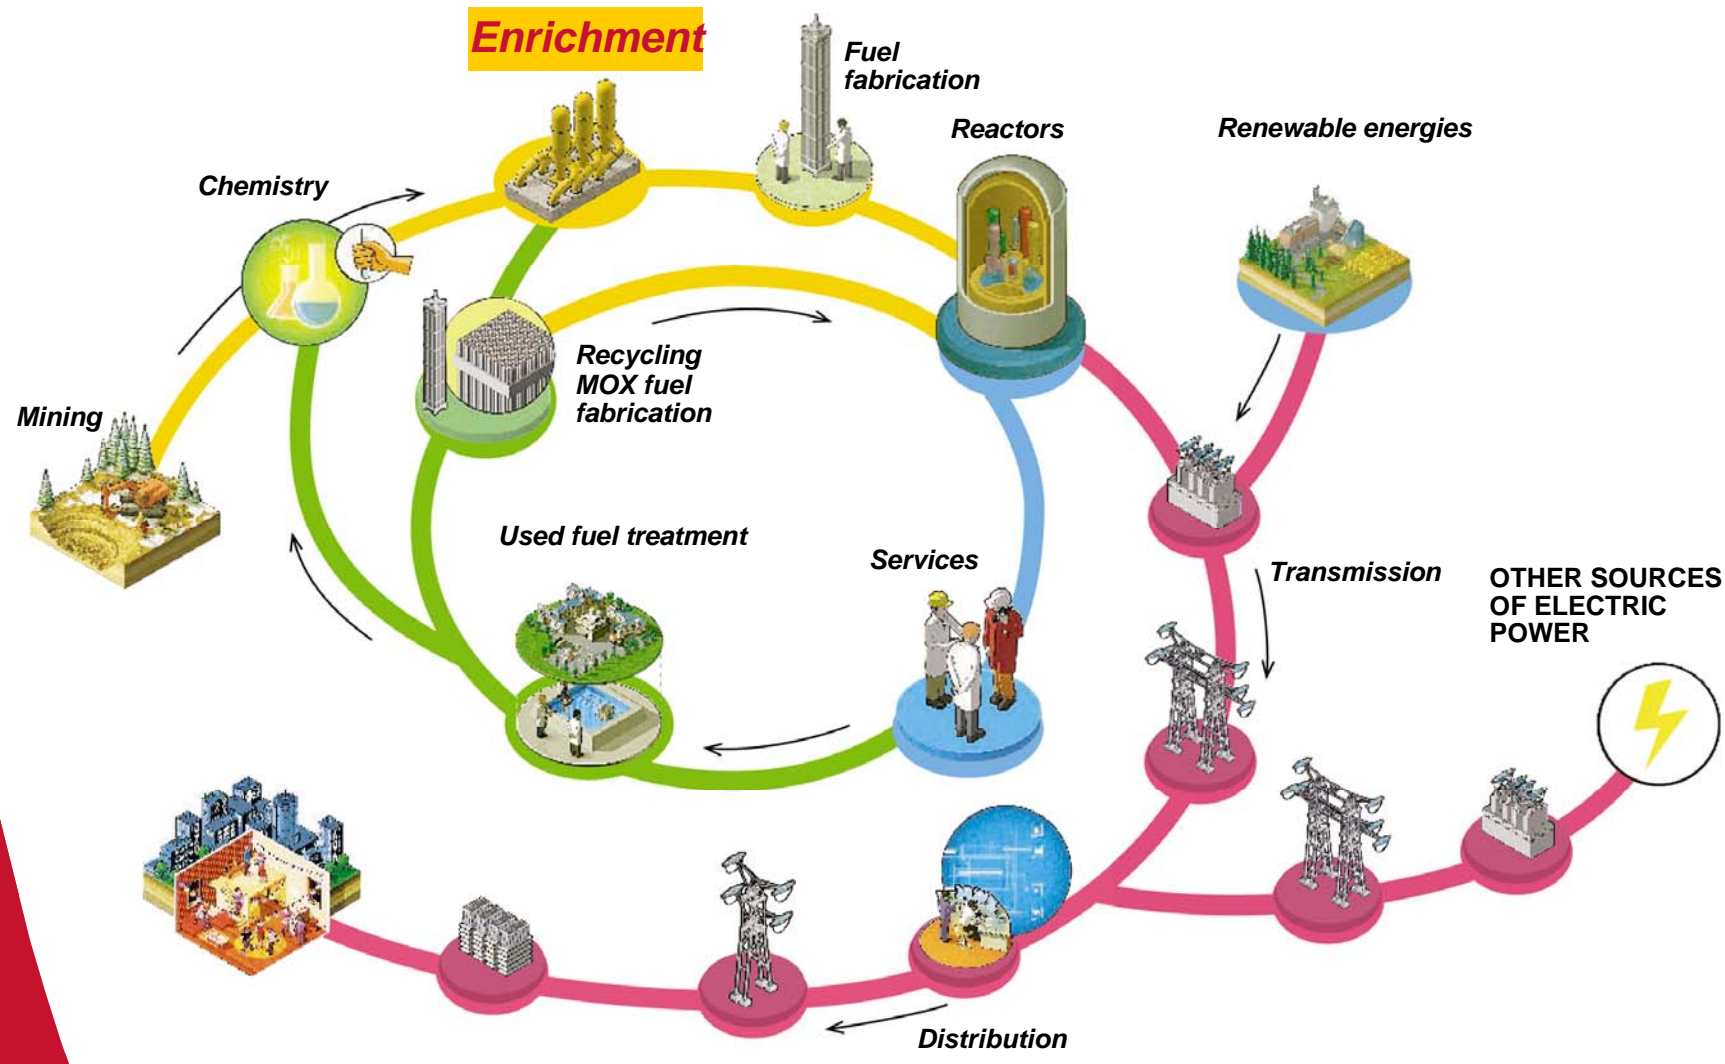 Enrichment
Fuel
fabrication
Reactors
Renewable energies
Chemistry
Recycling
MOX fuel
fabrication
Mining
Used fuel treatment
Services
Transmission
OTHER SOURCES
OF ELECTRIC
POWER
Distribution